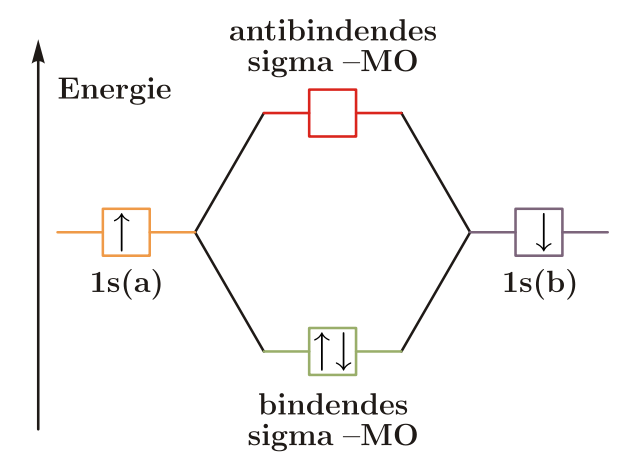 antibindendes
sigma –MO
Energie
1s(a)
1s(b)
bindendes
sigma –MO